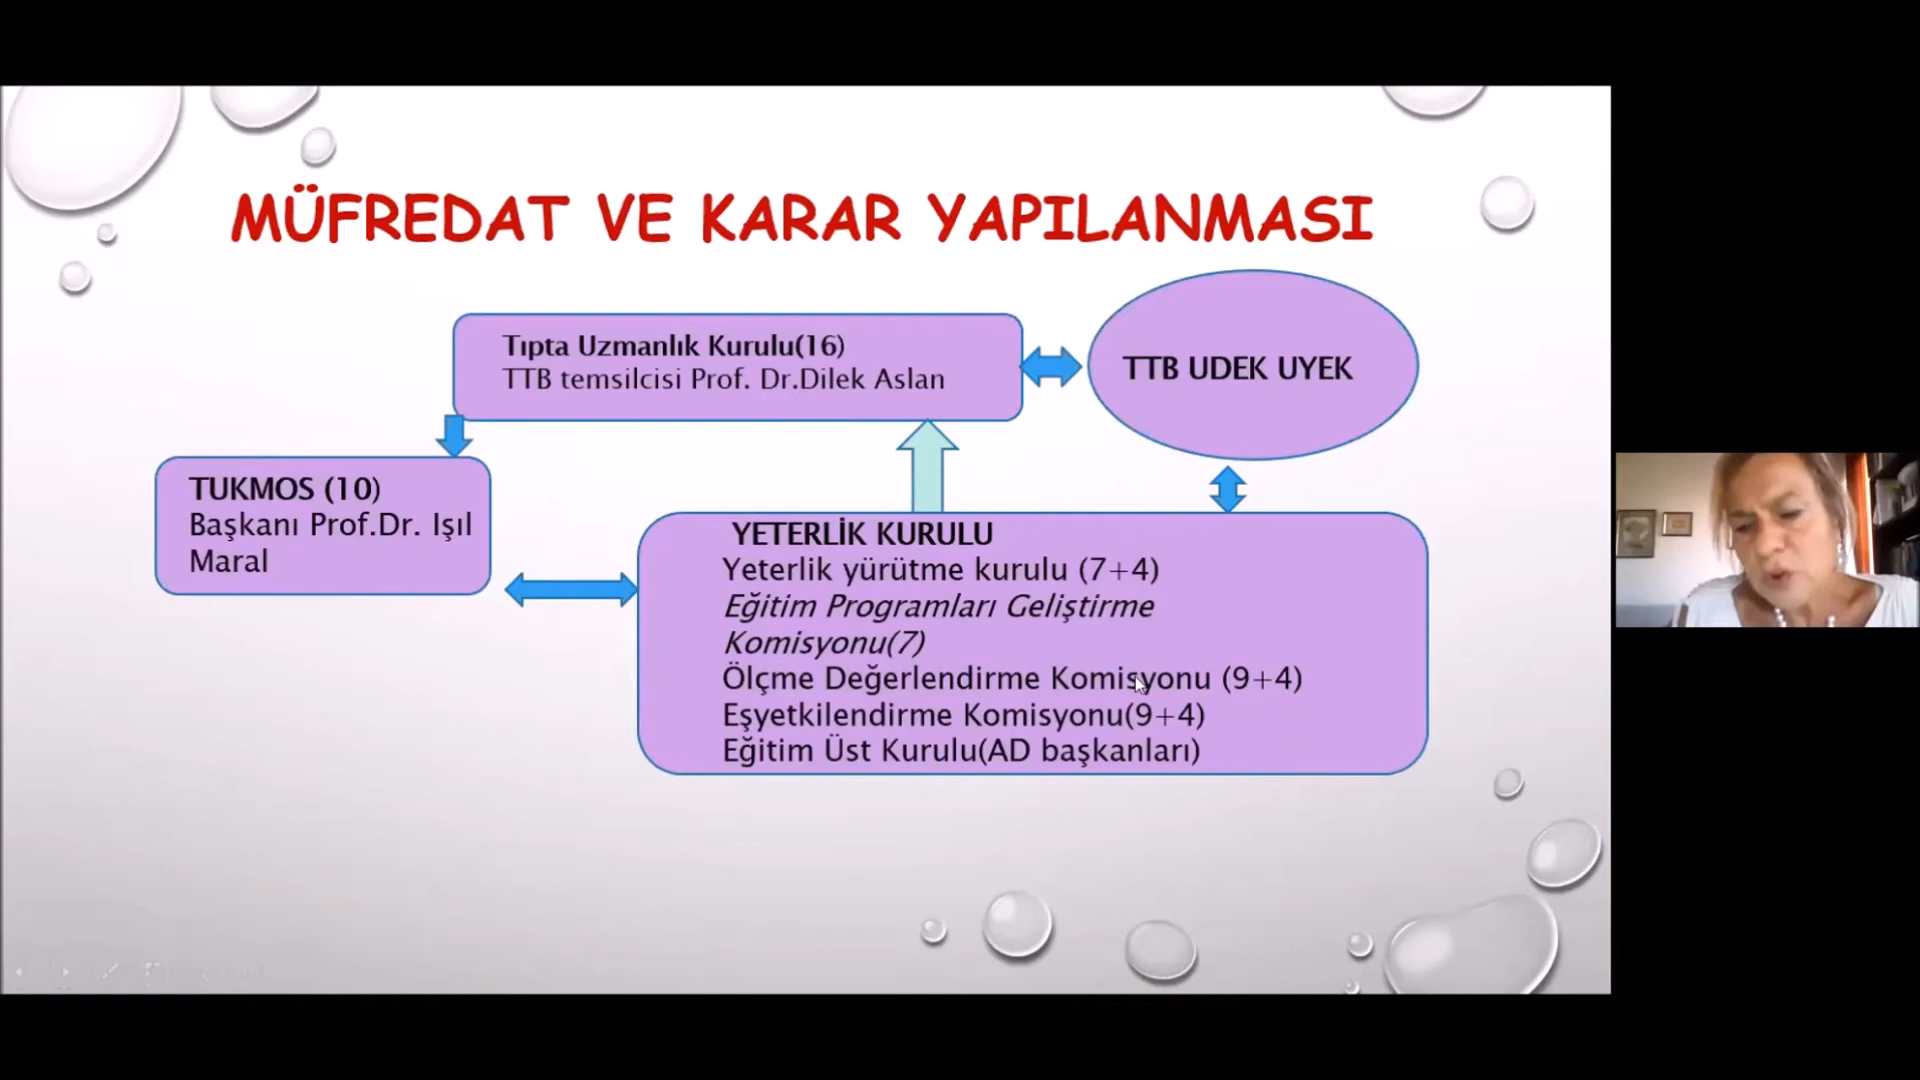 MÜFREDAT VE KARAR YAPILANMASI
Tıpta Uzmanlık Kurulu(16)
TTB temsilcisi Prof. Dr.Dilek Aslan
TTB UDEK UYEK
TUKMOS (10)
Başkanı Prof.Dr. Işıl
Maral
YETERLİK KURULU
Yeterlik yürütme kurulu (7+4)
Eğitim Programları Geliştirme
Komisyonu(7)
Ölçme Değerlendirme Komisyonu (9+4)
Eşyetkilendirme Komisyonu(9+4)
Eğitim Üst Kurulu(AD başkanları)